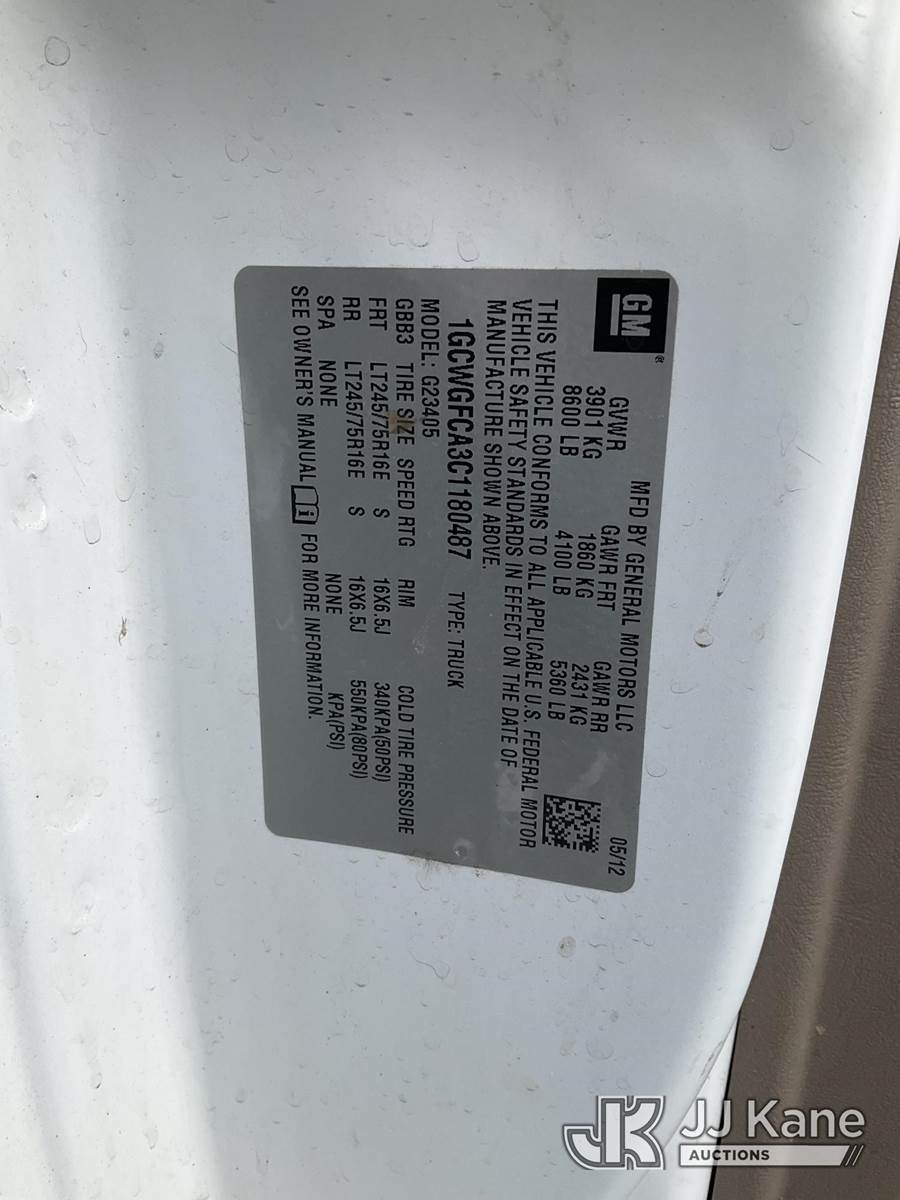 GM®
MFD BY GENERAL MOTORS LLC 05/12
GVWR GAWR FRT GAWR RR
3901 KG 1860 KG 2431 KG
8600 LB 4100 LB 5360 LB
THIS VEHICLE CONFORMS TO ALL APPLICABLE U.S. FEDERAL MOTOR
VEHICLE SAFETY STANDARDS IN EFFECT ON THE DATE OF
MANUFACTURE SHOWN ABOVE.
1GCWGFCA3C1180487 TYPE: TRUCK
MODEL: G23405
GBB3 TIRE SIZE SPEED RTG RIM COLD TIRE PRESSURE
FRT LT245/75R16E S 16X6.5J 340KPA(50PSI)
RR LT245/75R16E S 16X6.5J 550KPA(80PSI)
SPA NONE NONE KPA(PSI)
SEE OWNER'S MANUAL FOR MORE INFORMATION.
JK JJ Kane
AUCTIONS